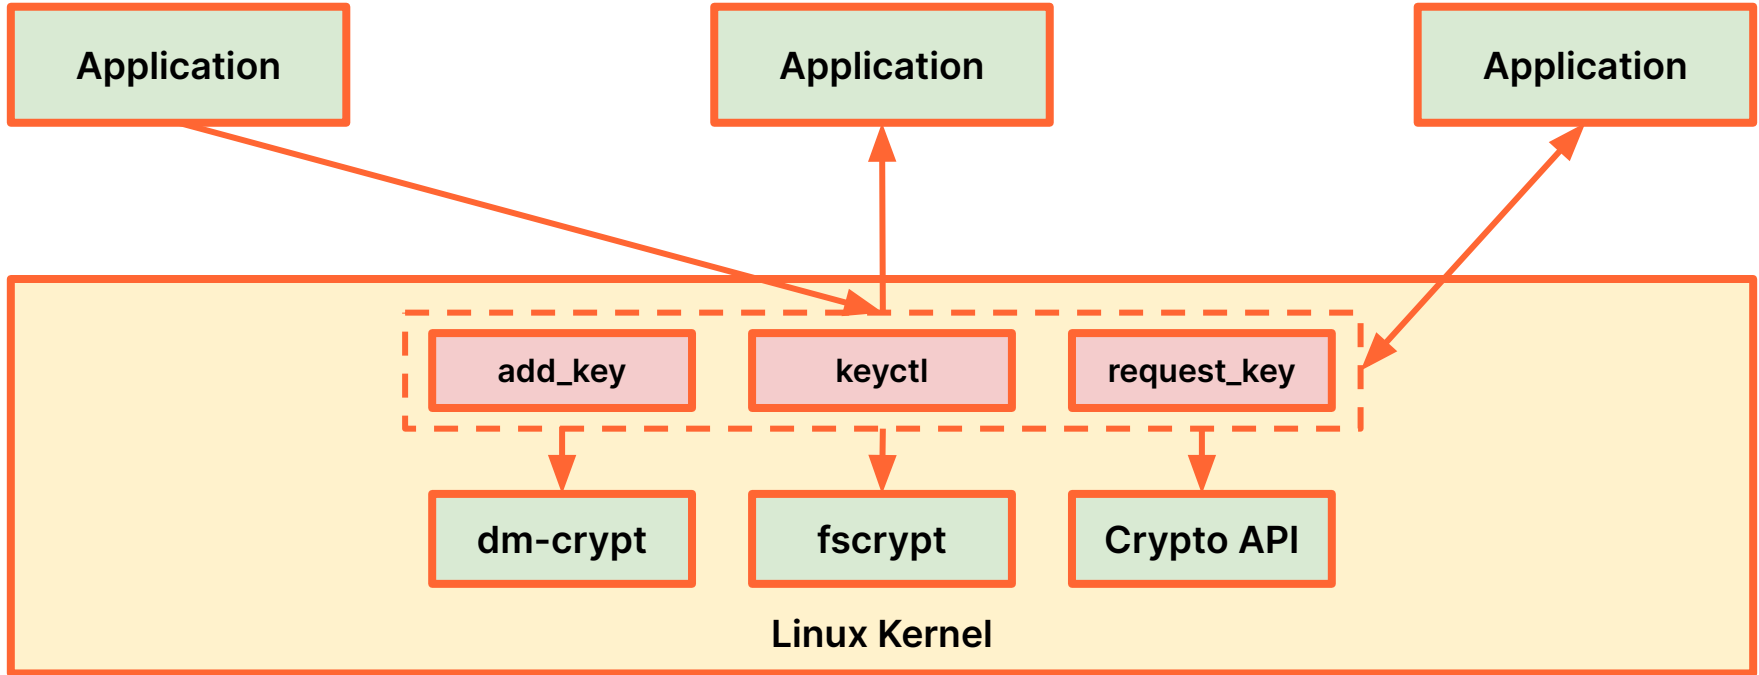 Application
Application
Application
add_key
keyctl
request_key
dm-crypt
fscrypt
Crypto API
Linux Kernel